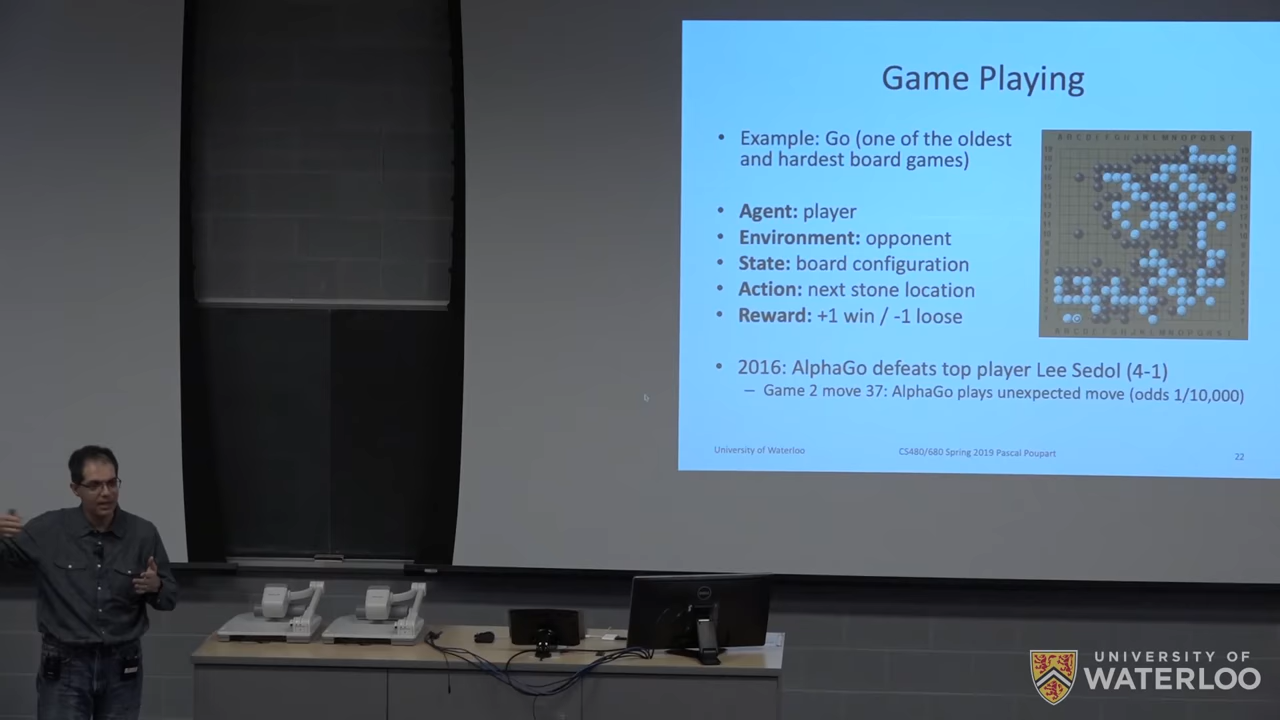 Game Playing
• Example: Go (one of the oldest
and hardest board games)
• Agent: player
• Environment: opponent
• State: board configuration
• Action: next stone location
• Reward: +1 win / -1 loose
• 2016: AlphaGo defeats top player Lee Sedol (4-1)
– Game 2 move 37: AlphaGo plays unexpected move (odds 1/10,000)
University of Waterloo
CS480/680 Spring 2019 Pascal Poupart
22
UNIVERSITY OF
WATERLOO